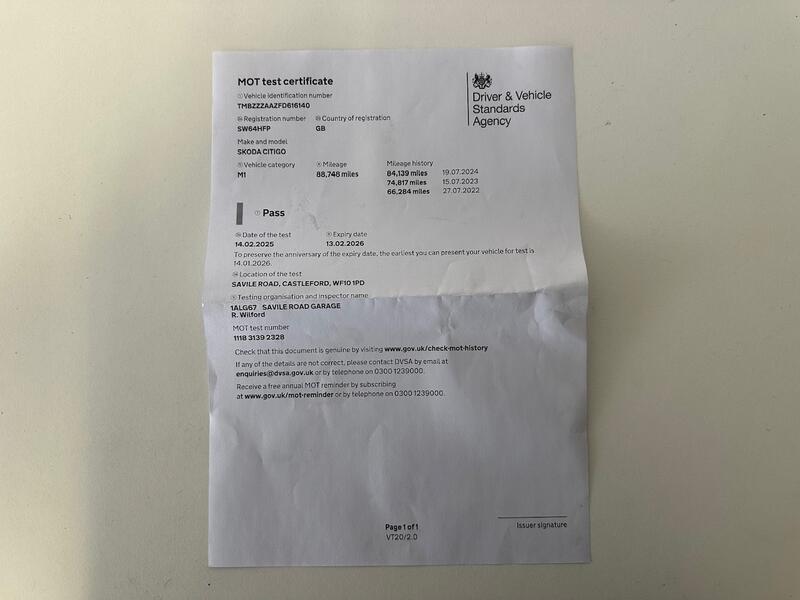 MOT test certificate
Driver & Vehicle
Standards
Agency
Vehicle identification number
TMBZZZAAZFD616140
Registration number Country of registration
SW64HFP GB
Make and model
SKODA CITIGO
Vehicle category Mileage Mileage history
M1 88,748 miles 84,139 miles 19.07.2024
74,817 miles 15.07.2023
66,284 miles 27.07.2022
Pass
Date of the test Expiry date
14.02.2025 13.02.2026
To preserve the anniversary of the expiry date, the earliest you can present your vehicle for test is
14.01.2026.
Location of the test
SAVILE ROAD, CASTLEFORD, WF10 1PD
Testing organisation and inspector name
1ALG67 SAVILE ROAD GARAGE
R. Wilford
MOT test number
1118 3139 2328
Check that this document is genuine by visiting www.gov.uk/check-mot-history
If any of the details are not correct, please contact DVSA by email at
enquiries@dvsa.gov.uk or by telephone on 0300 1239000.
Receive a free annual MOT reminder by subscribing
at www.gov.uk/mot-reminder or by telephone on 0300 1239000.
Issuer signature
Page 1 of 1
VT20/2.0